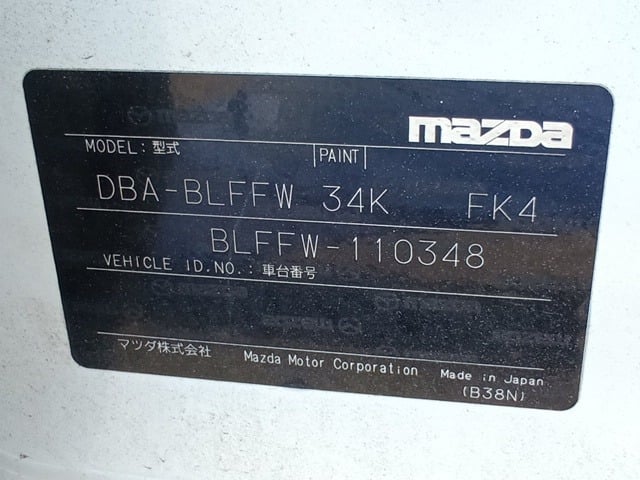 mazda
MODEL:型式 PAINT
DBA-BLFFW 34K FK4
BLFFW-110348
VEHICLE ID.NO.:車台番号
マツダ株式会社 Mazda Motor Corporation Made in Japan
(B38N)